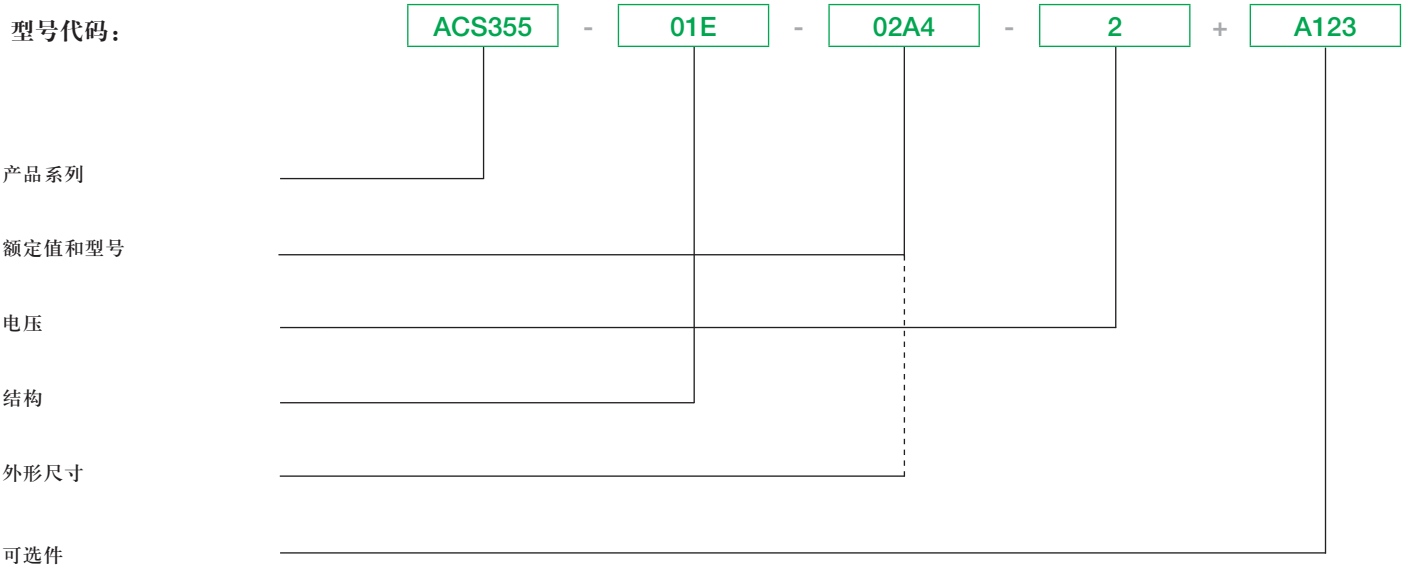 型号代码： ACS355 - 01E - 02A4 - 2 + A123
产品系列
额定值和型号
电压
结构
外形尺寸
可选件